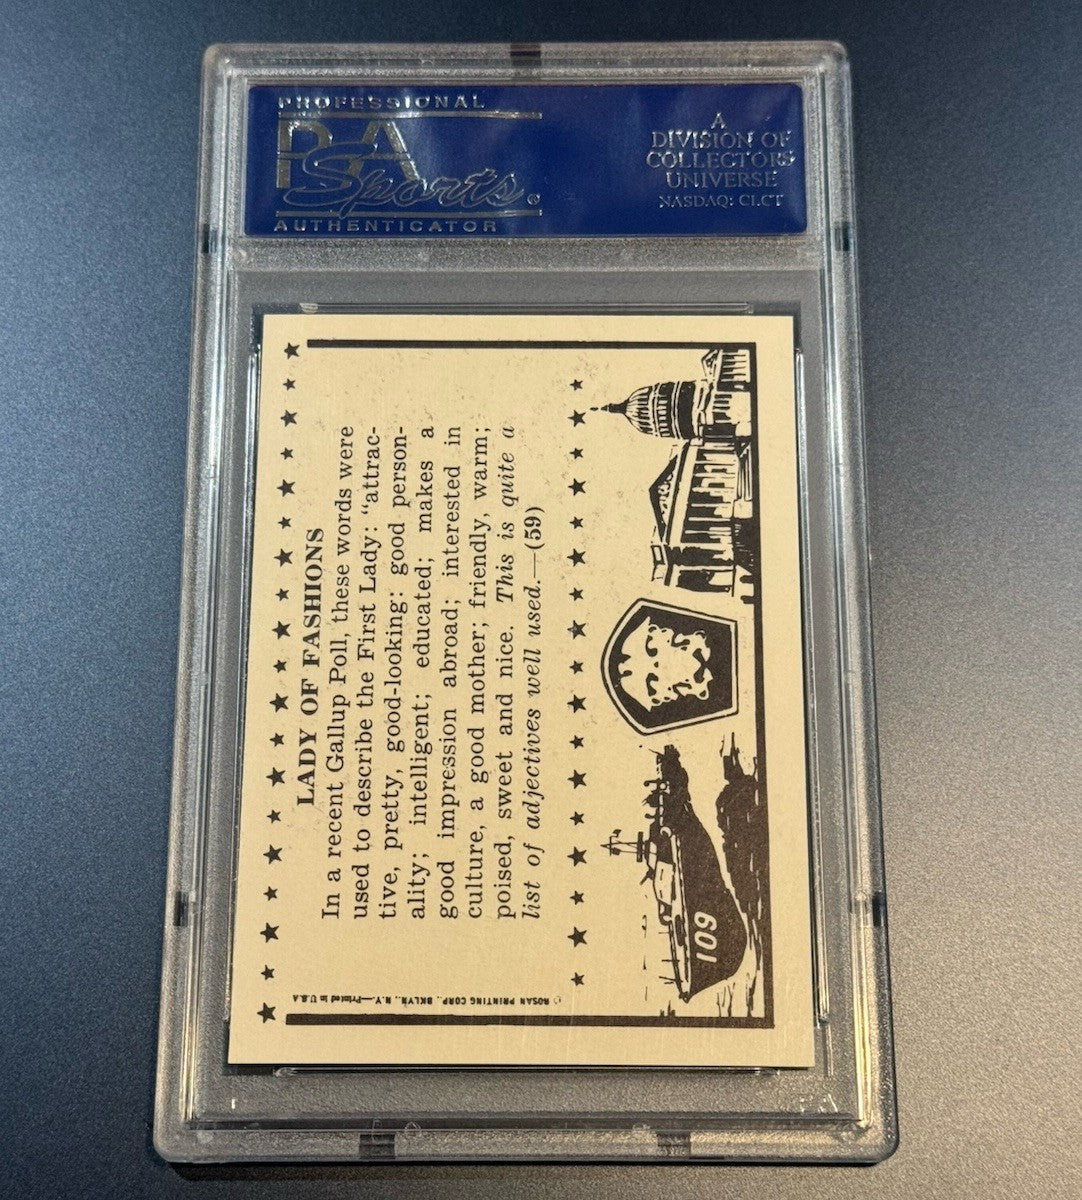 PROFESSIONAL
PSA
Sports®
AUTHENTICATOR
A
DIVISION OF
COLLECTORS
UNIVERSE
NASDAQ: CLCT
LADY OF FASHIONS
In a recent Gallup Poll, these words were
used to describe the First Lady: "attrac-
tive, pretty, good-looking: good person-
ality; intelligent; educated; makes a
good impression abroad; interested in
culture, a good mother; friendly, warm;
poised, sweet and nice. This is quite a
list of adjectives well used.—(59)
109
© ROSAN PRINTING CORP., BKLYN., N.Y.—Printed in U.S.A